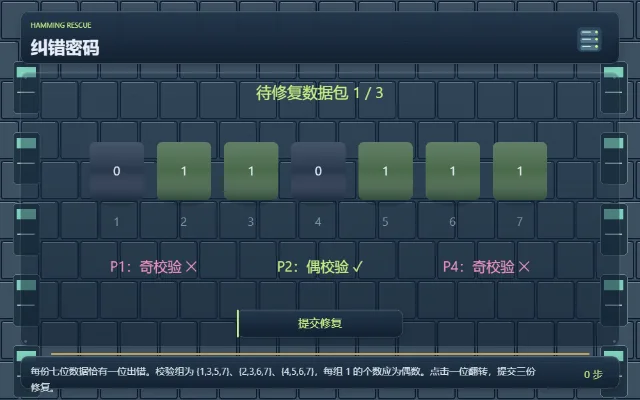 HAMMING RESCUE
纠错密码
待修复数据包 1 / 3
0 1 1 0 1 1 1
1 2 3 4 5 6 7
P1：奇校验 ✕ P2：偶校验 ✓ P4：奇校验 ✕
提交修复
每份七位数据恰有一位出错。校验组为 {1,3,5,7}、{2,3,6,7}、{4,5,6,7}，每组 1 的个数应为偶数。点击一位翻转，提交三份
修复。
0 步